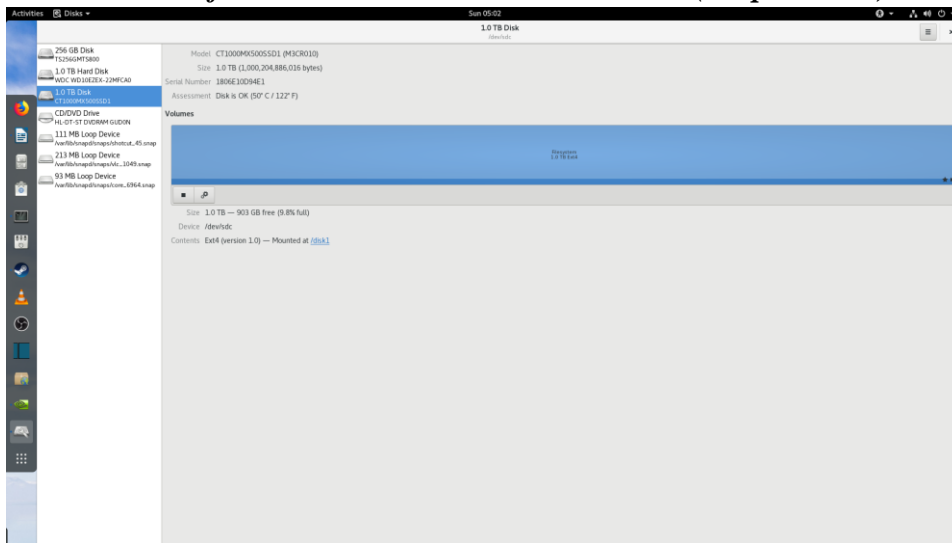 Activities Disks
Sun 05:02
1.0 TB Disk
/dev/sdc
256 GB Disk
TS256GMTS800
1.0 TB Hard Disk
WDC WD10EZEX-22MFCA0
1.0 TB Disk
CT1000MX500SSD1
CD/DVD Drive
HL-DT-ST DVDRAM GUD0N
111 MB Loop Device
/var/lib/snapd/snaps/shotcut_45.snap
213 MB Loop Device
/var/lib/snapd/snaps/vlc_1049.snap
93 MB Loop Device
/var/lib/snapd/snaps/core_6964.snap
Model CT1000MX500SSD1 (M3CR010)
Size 1.0 TB (1,000,204,886,016 bytes)
Serial Number 1806E10D94E1
Assessment Disk is OK (50° C / 122° F)
Volumes
Filesystem
1.0 TB Ext4
Size 1.0 TB — 903 GB free (9.8% full)
Device /dev/sdc
Contents Ext4 (version 1.0) — Mounted at /disk1